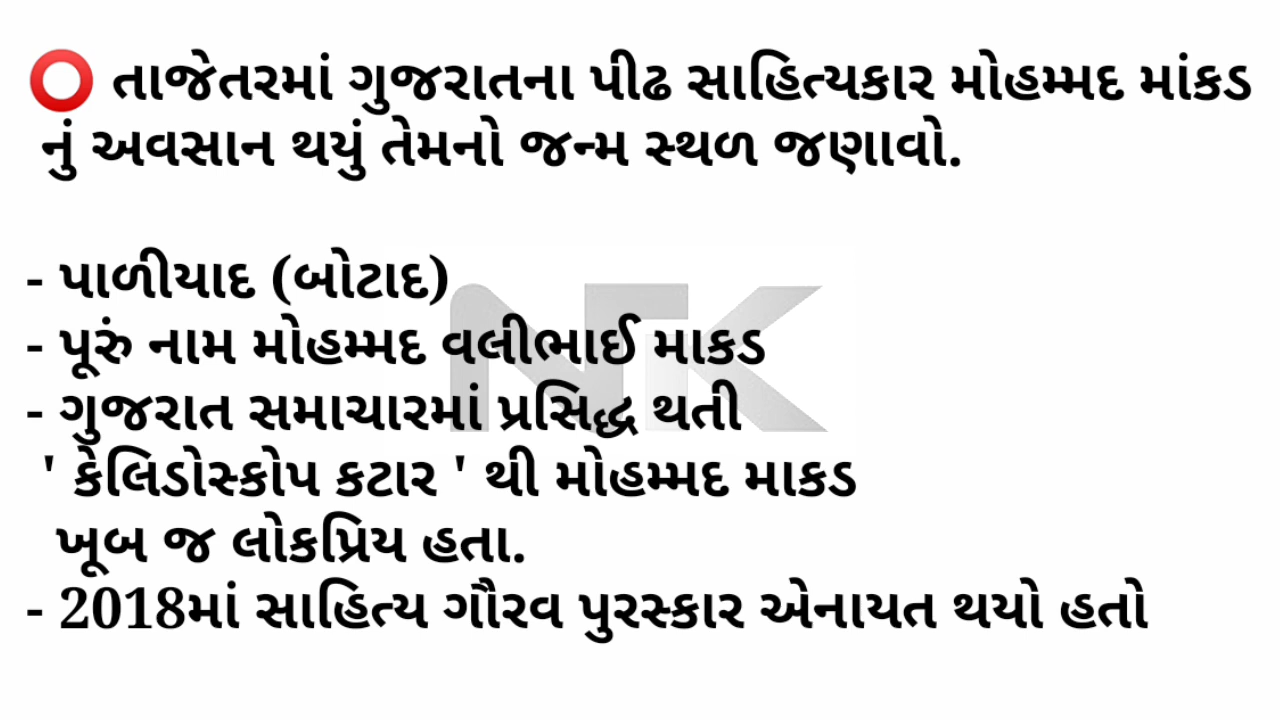 ⭕ તાજેતરમાં ગુજરાતના પીઢ સાહિત્યકાર મોહમ્મદ માંકડ
નું અવસાન થયું તેમનો જન્મ સ્થળ જણાવો.
- પાળીયાદ (બોટાદ)
- પૂરું નામ મોહમ્મદ વલીભાઈ માકડ
- ગુજરાત સમાચારમાં પ્રસિદ્ધ થતી
' કેલિડોસ્કોપ કટાર ' થી મોહમ્મદ માકડ
ખૂબ જ લોકપ્રિય હતા.
- 2018માં સાહિત્ય ગૌરવ પુરસ્કાર એનાયત થયો હતો
NTK